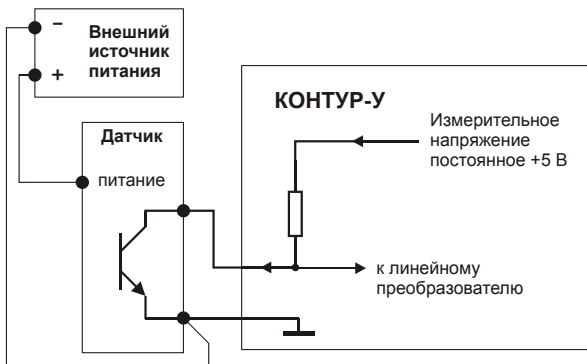 −
Внешний
источник
питания
+
КОНТУР-У
Измерительное
напряжение
постоянное +5 В
Датчик
питание
к линейному
преобразователю